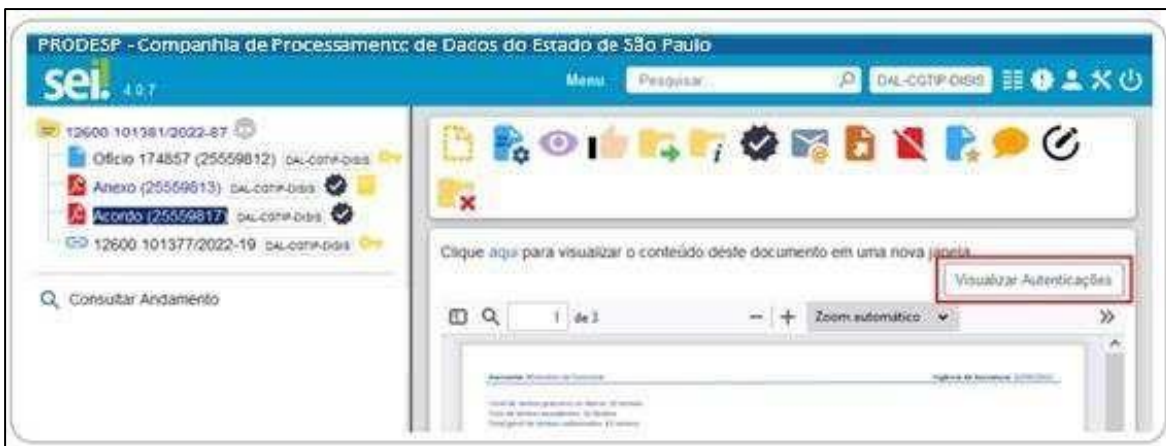 PRODESP - Companhia de Processamento de Dados do Estado de São Paulo
sei! 4.0.7
Menu
Pesquisar...
DAL-CGTIP-DISIS
12600 101381/2022-87
Ofício 174857 (25559812) DAL-CGTIP-DISIS
Anexo (25559813) DAL-CGTIP-DISIS
Acordo (25559817) DAL-CGTIP-DISIS
12600 101377/2022-19 DAL-CGTIP-DISIS
Consultar Andamento
Clique aqui para visualizar o conteúdo deste documento em uma nova janela
Visualizar Autenticações
1 de 3
Zoom automático